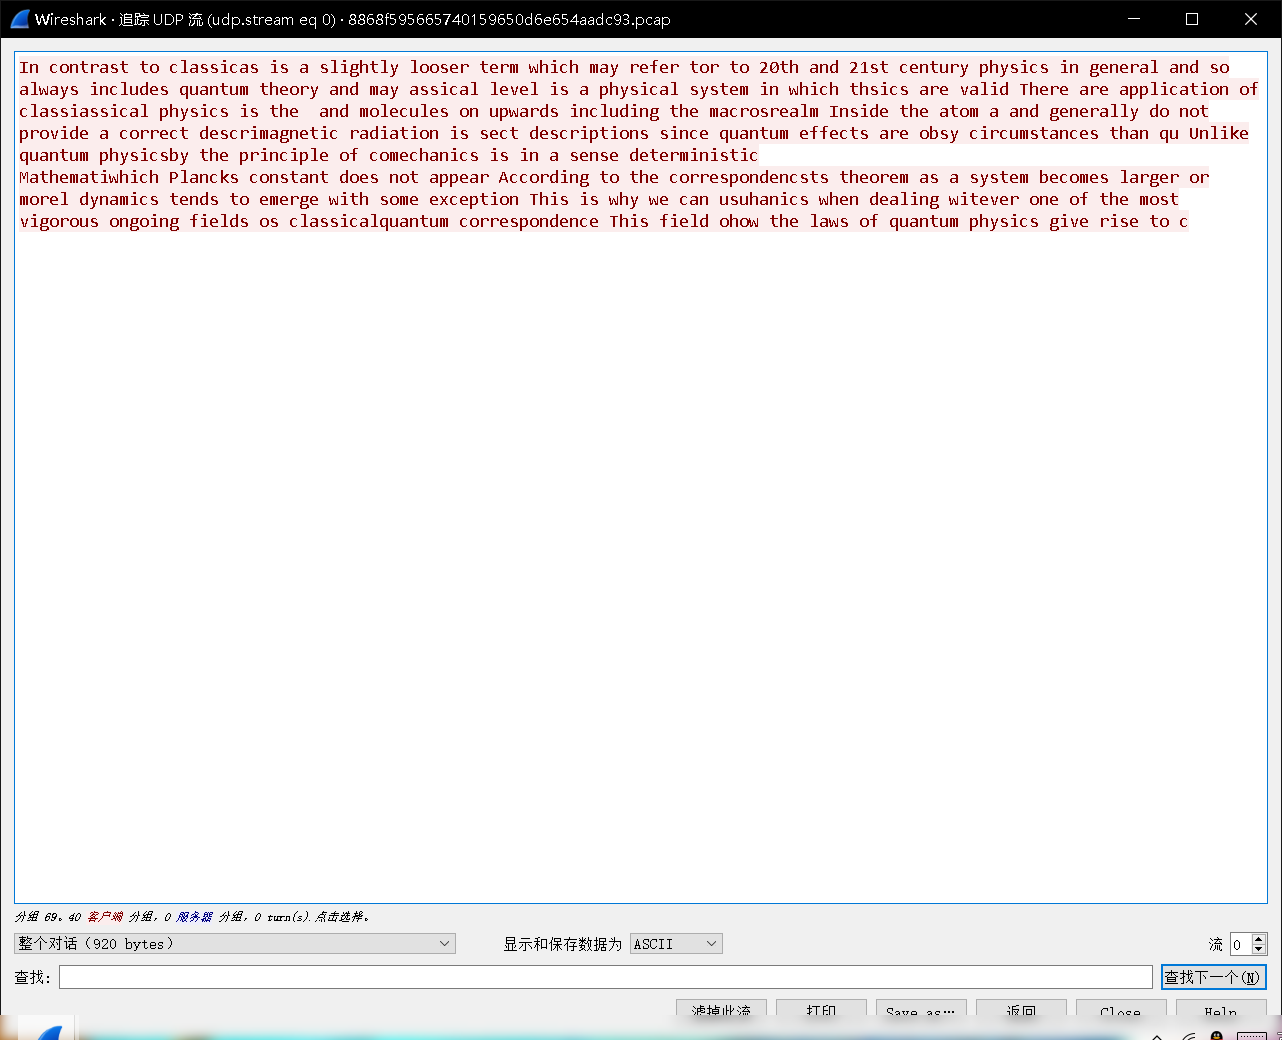 Wireshark · 追踪 UDP 流 (udp.stream eq 0) · 8868f595665740159650d6e654aadc93.pcap
In contrast to classicas is a slightly looser term which may refer tor to 20th and 21st century physics in general and so
always includes quantum theory and may assical level is a physical system in which thsics are valid There are application of
classiassical physics is the  and molecules on upwards including the macrosrealm Inside the atom a and generally do not
provide a correct descrimagnetic radiation is sect descriptions since quantum effects are obsy circumstances than qu Unlike
quantum physicsby the principle of comechanics is in a sense deterministic
Mathematiwhich Plancks constant does not appear According to the correspondencsts theorem as a system becomes larger or
morel dynamics tends to emerge with some exception This is why we can usuhanics when dealing witever one of the most
vigorous ongoing fields os classicalquantum correspondence This field ohow the laws of quantum physics give rise to c
分组 69。40 客户端 分组，0 服务器 分组，0 turn(s).点击选择。
整个对话（920 bytes）
显示和保存数据为 ASCII
流 0
查找：
查找下一个(N)
滤掉此流 打印 Save as… 返回 Close Help